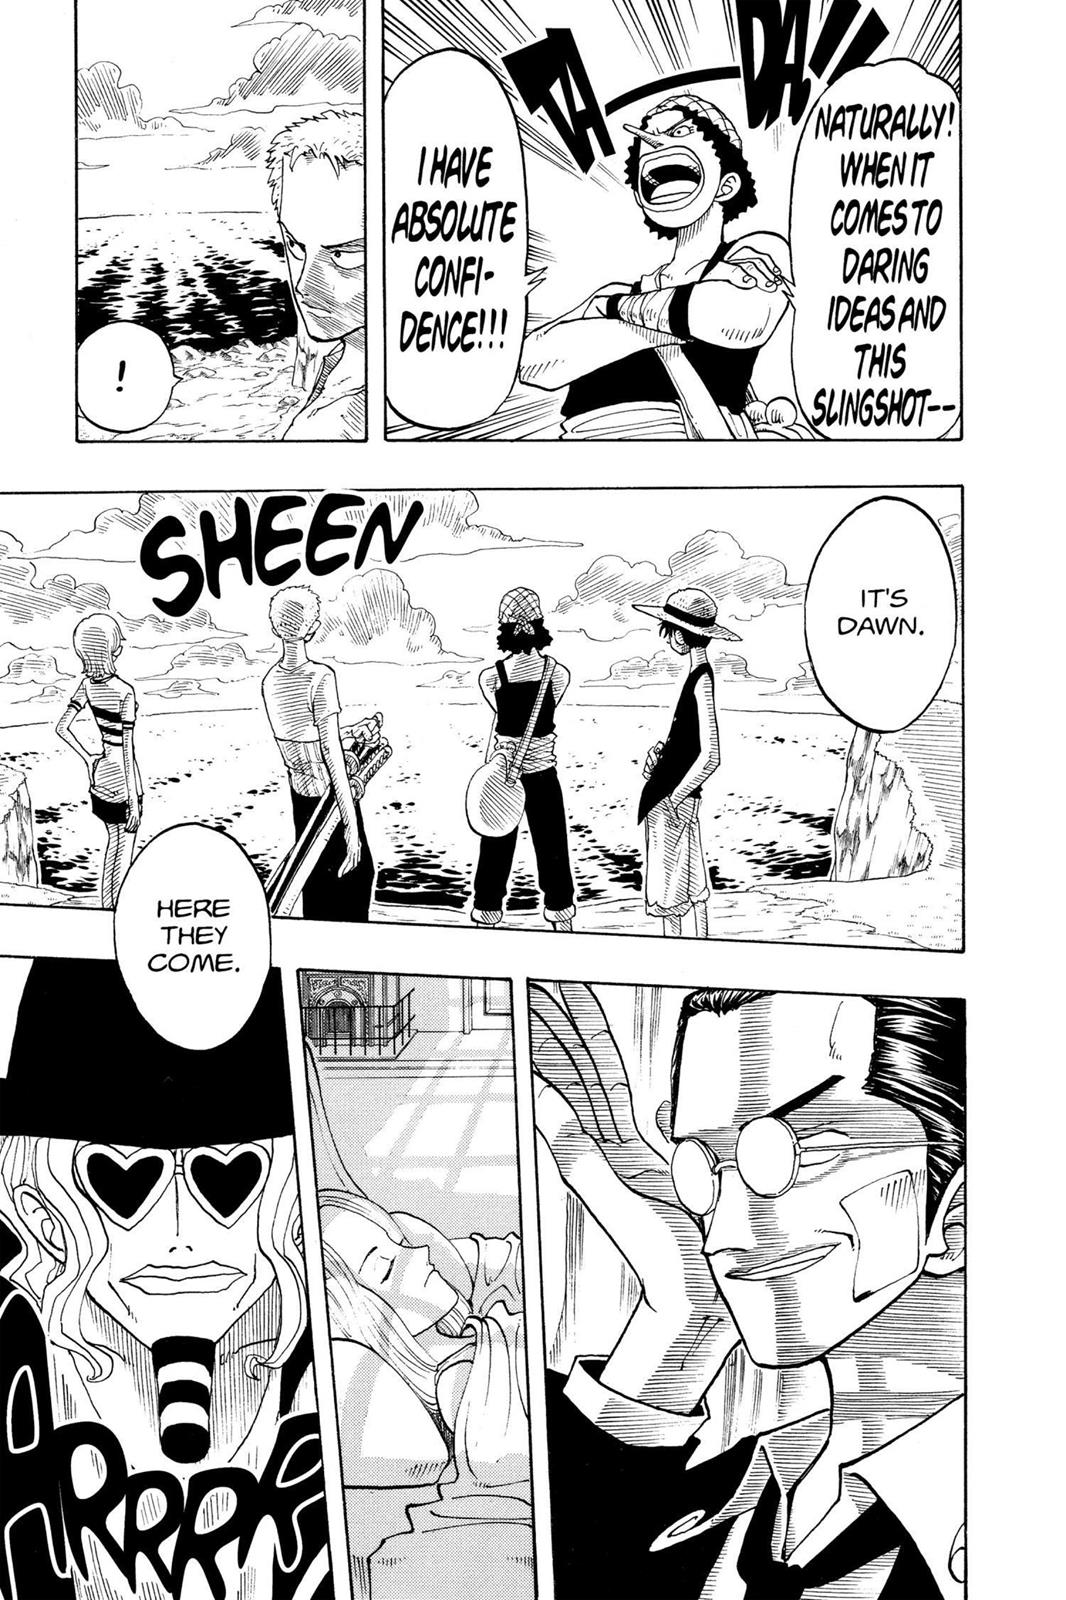 NATURALLY!
WHEN IT
COMES TO
DARING
IDEAS AND
THIS
SLINGSHOT--
TA
DA!!
I HAVE
ABSOLUTE
CONFI-
DENCE!!!
!
IT'S
DAWN.
SHEEN
HERE
THEY
COME.